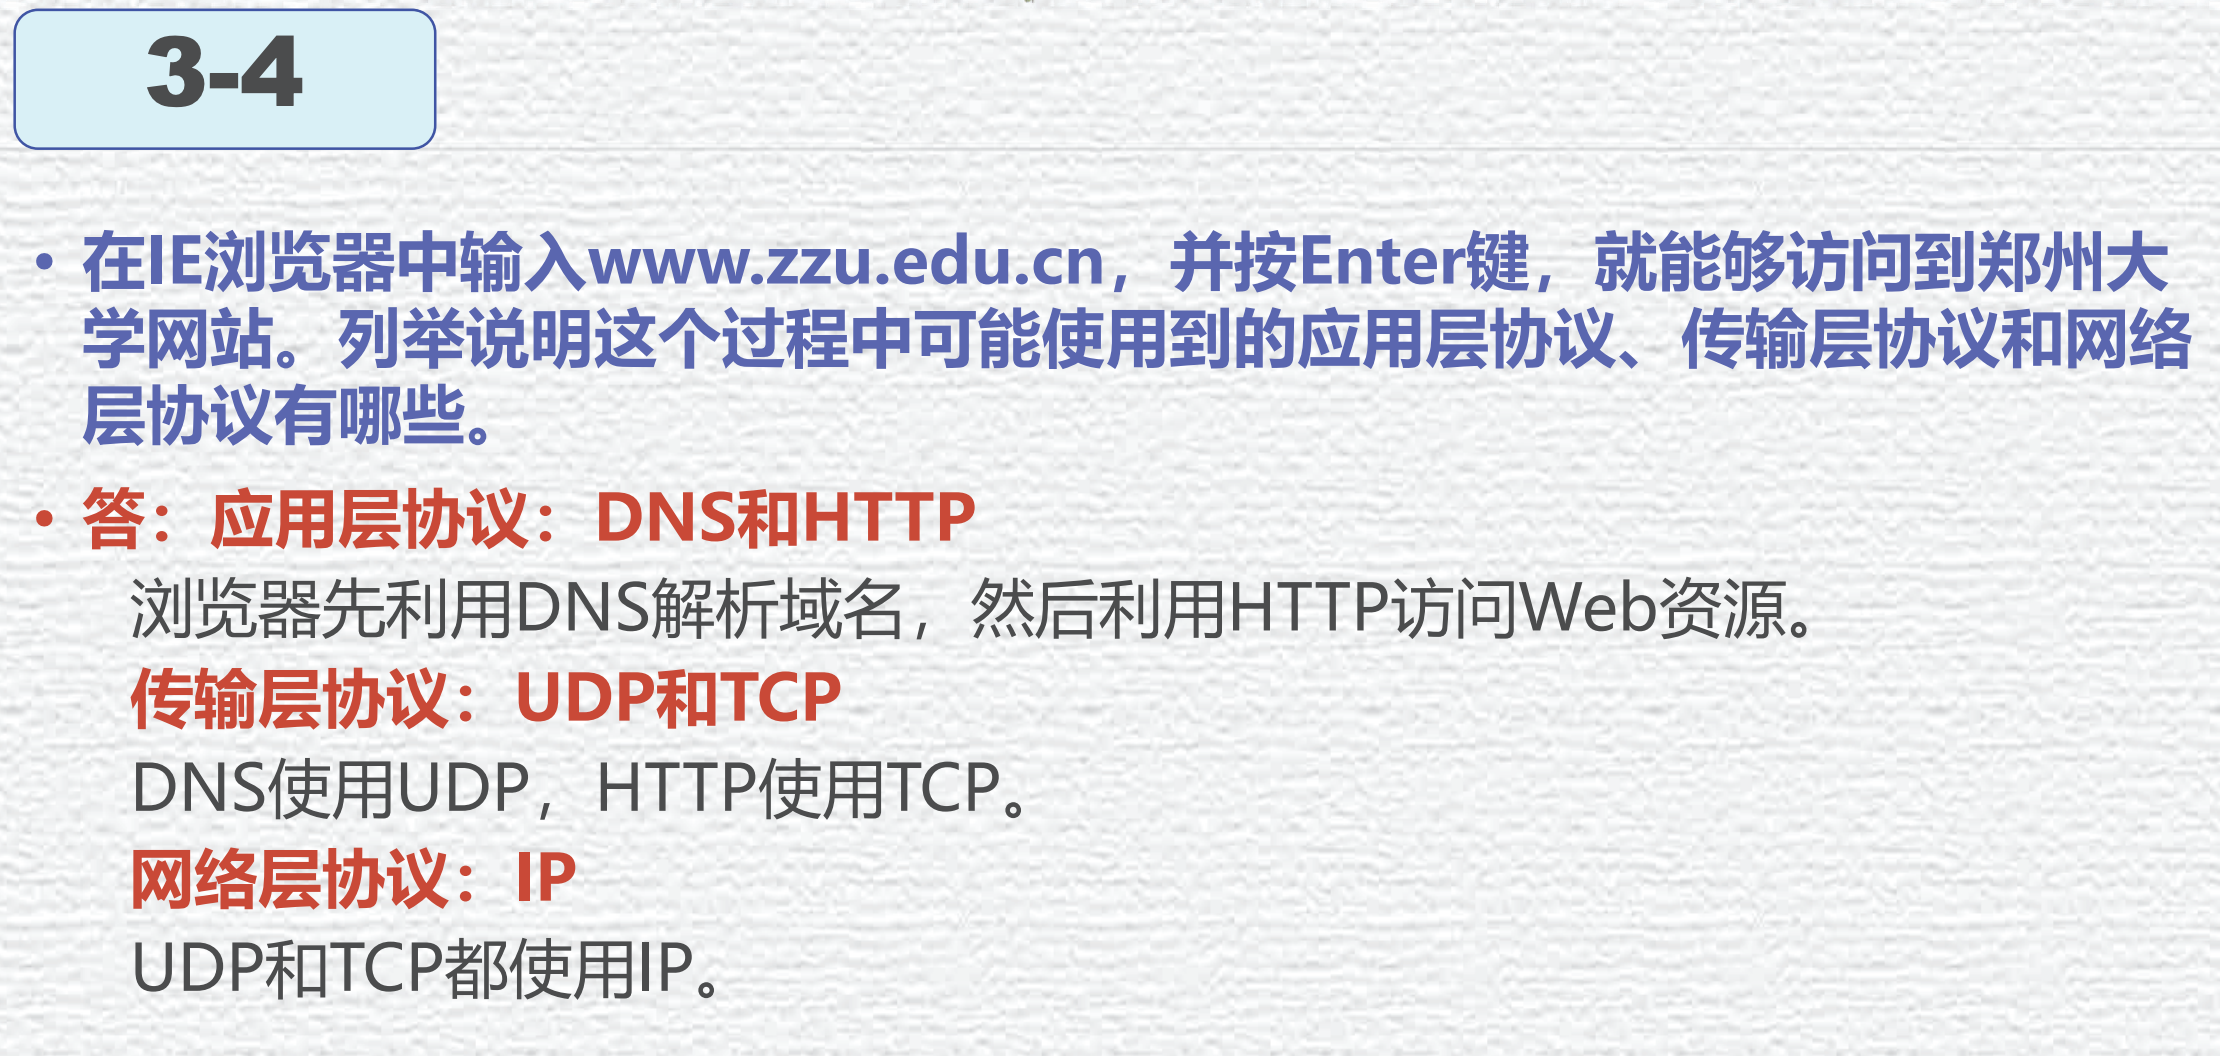 3-4
• 在IE浏览器中输入www.zzu.edu.cn，并按Enter键，就能够访问到郑州大
学网站。列举说明这个过程中可能使用到的应用层协议、传输层协议和网络
层协议有哪些。
• 答：应用层协议：DNS和HTTP
浏览器先利用DNS解析域名，然后利用HTTP访问Web资源。
传输层协议：UDP和TCP
DNS使用UDP，HTTP使用TCP。
网络层协议：IP
UDP和TCP都使用IP。